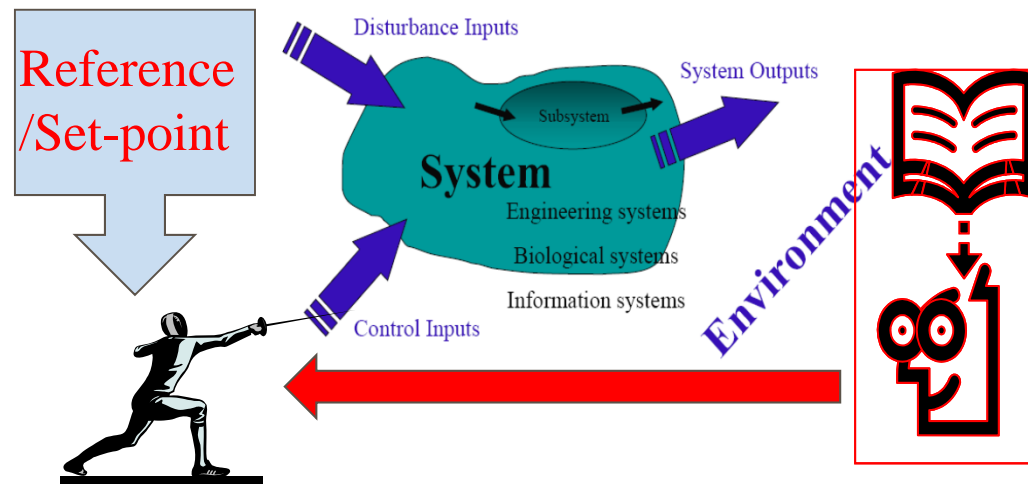 Reference
/Set-point
Disturbance Inputs
System Outputs
Subsystem
System
Engineering systems
Biological systems
Information systems
Control Inputs
Environment